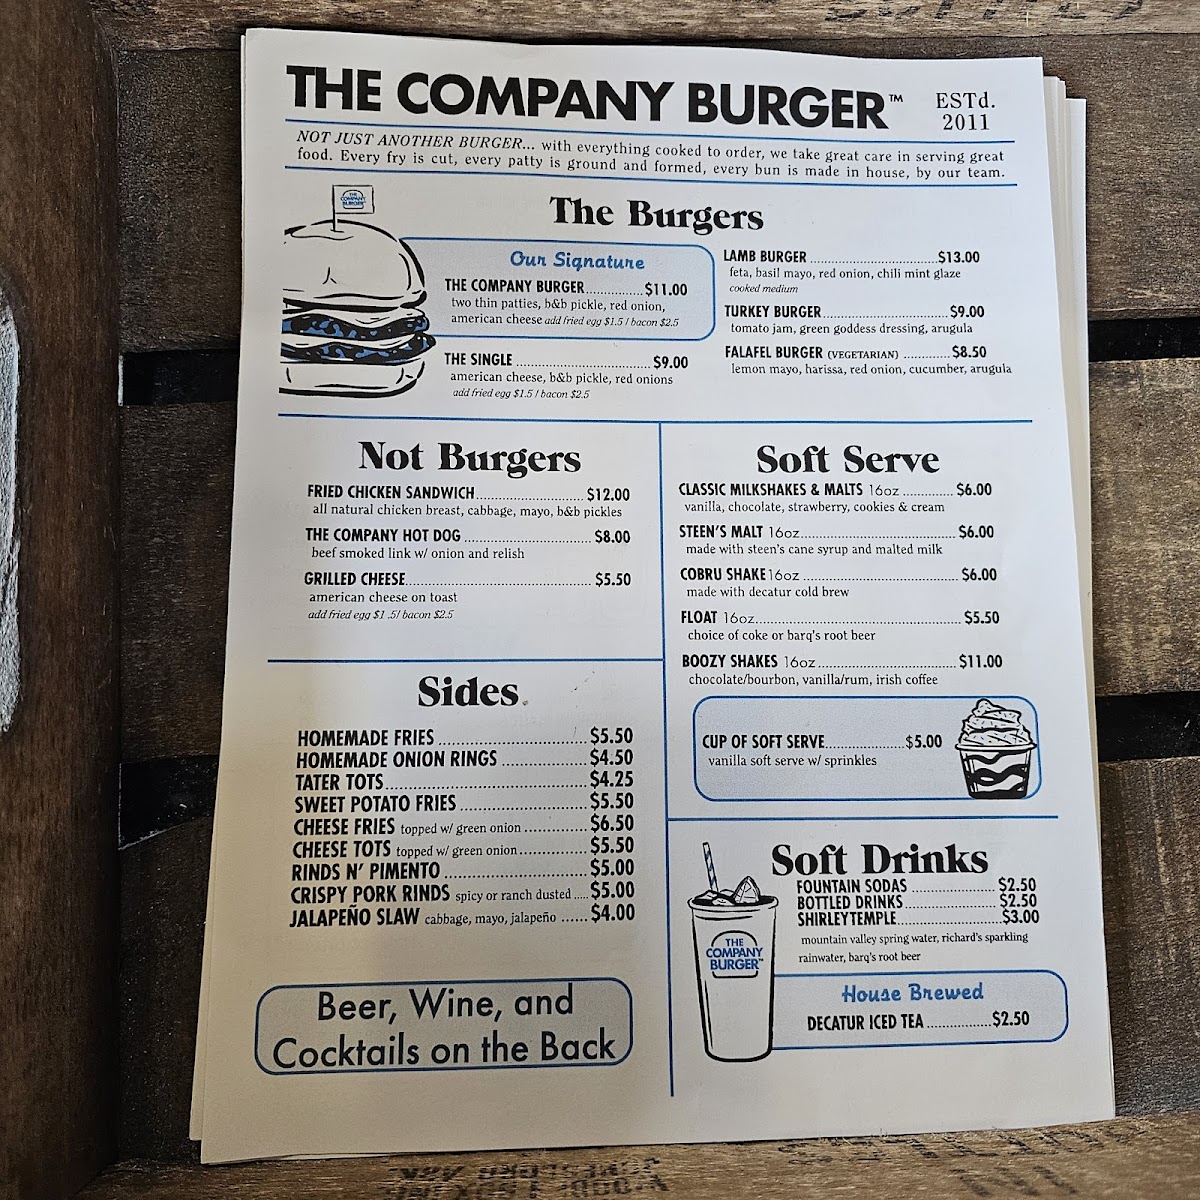 THE COMPANY BURGER™
ESTd.
2011
NOT JUST ANOTHER BURGER... with everything cooked to order, we take great care in serving great
food. Every fry is cut, every patty is ground and formed, every bun is made in house, by our team.
THE
COMPANY
BURGER
The Burgers
Our Signature
THE COMPANY BURGER..............$11.00
two thin patties, b&b pickle, red onion,
american cheese add fried egg $1.5 / bacon $2.5
THE SINGLE ................................. $9.00
american cheese, b&b pickle, red onions
add fried egg $1.5 / bacon $2.5
LAMB BURGER ...............................$13.00
feta, basil mayo, red onion, chili mint glaze
cooked medium
TURKEY BURGER...............................$9.00
tomato jam, green goddess dressing, arugula
FALAFEL BURGER (VEGETARIAN) ........... $8.50
lemon mayo, harissa, red onion, cucumber, arugula
Not Burgers
FRIED CHICKEN SANDWICH.......................... $12.00
all natural chicken breast, cabbage, mayo, b&b pickles
THE COMPANY HOT DOG ............................. $8.00
beef smoked link w/ onion and relish
GRILLED CHEESE.......................................... $5.50
american cheese on toast
add fried egg $1 .5/ bacon $2.5
Sides
HOMEMADE FRIES ................................... $5.50
HOMEMADE ONION RINGS .................... $4.50
TATER TOTS............................................... $4.25
SWEET POTATO FRIES .............................. $5.50
CHEESE FRIES topped w/ green onion ............... $6.50
CHEESE TOTS topped w/ green onion................ $5.50
RINDS N' PIMENTO ................................. $5.00
CRISPY PORK RINDS spicy or ranch dusted .... $5.00
JALAPEÑO SLAW cabbage, mayo, jalapeño ...... $4.00
Beer, Wine, and
Cocktails on the Back
Soft Serve
CLASSIC MILKSHAKES & MALTS 16oz ............. $6.00
vanilla, chocolate, strawberry, cookies & cream
STEEN'S MALT 16oz...................................... $6.00
made with steen's cane syrup and malted milk
COBRU SHAKE 16oz ..................................... $6.00
made with decatur cold brew
FLOAT 16oz.................................................. $5.50
choice of coke or barq's root beer
BOOZY SHAKES 16oz.................................. $11.00
chocolate/bourbon, vanilla/rum, irish coffee
CUP OF SOFT SERVE.....................$5.00
vanilla soft serve w/ sprinkles
Soft Drinks
FOUNTAIN SODAS ....................... $2.50
BOTTLED DRINKS......................... $2.50
SHIRLEY TEMPLE...........................$3.00
mountain valley spring water, richard's sparkling
rainwater, barq's root beer
THE
COMPANY
BURGER™
House Brewed
DECATUR ICED TEA ................$2.50